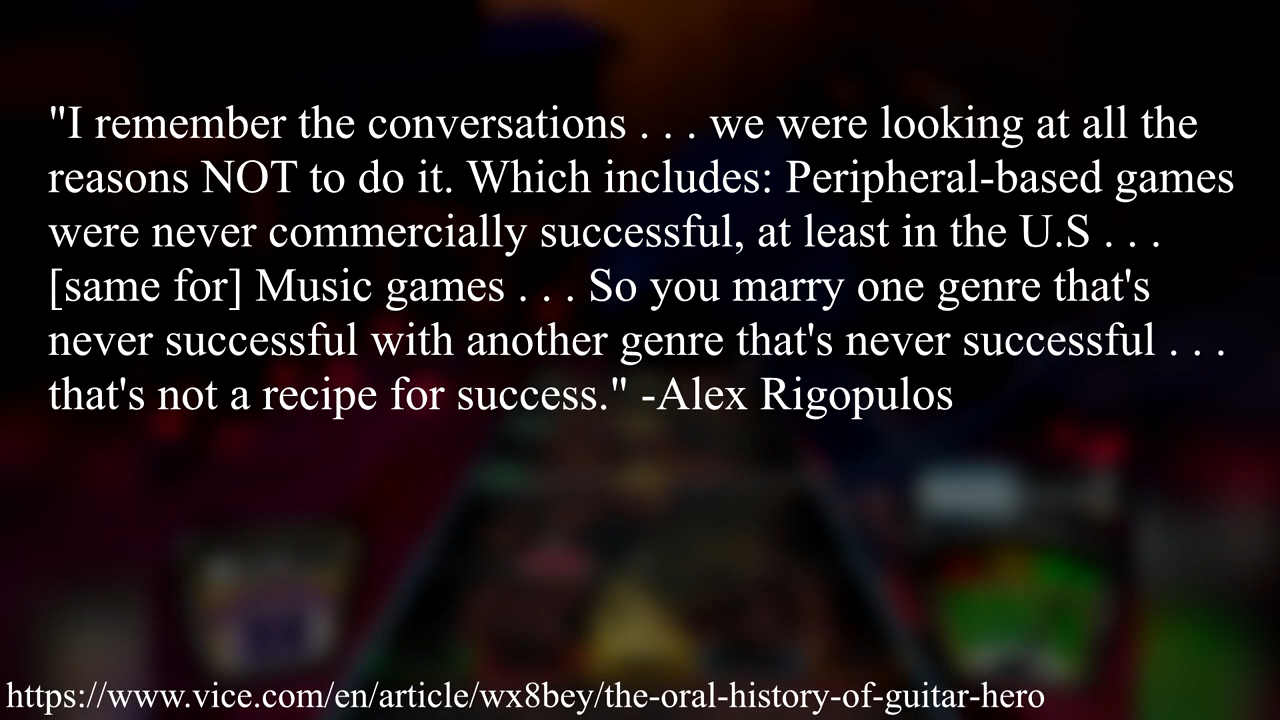 "I remember the conversations . . . we were looking at all the
reasons NOT to do it. Which includes: Peripheral-based games
were never commercially successful, at least in the U.S . . .
[same for] Music games . . . So you marry one genre that's
never successful with another genre that's never successful . . .
that's not a recipe for success." -Alex Rigopulos
https://www.vice.com/en/article/wx8bey/the-oral-history-of-guitar-hero